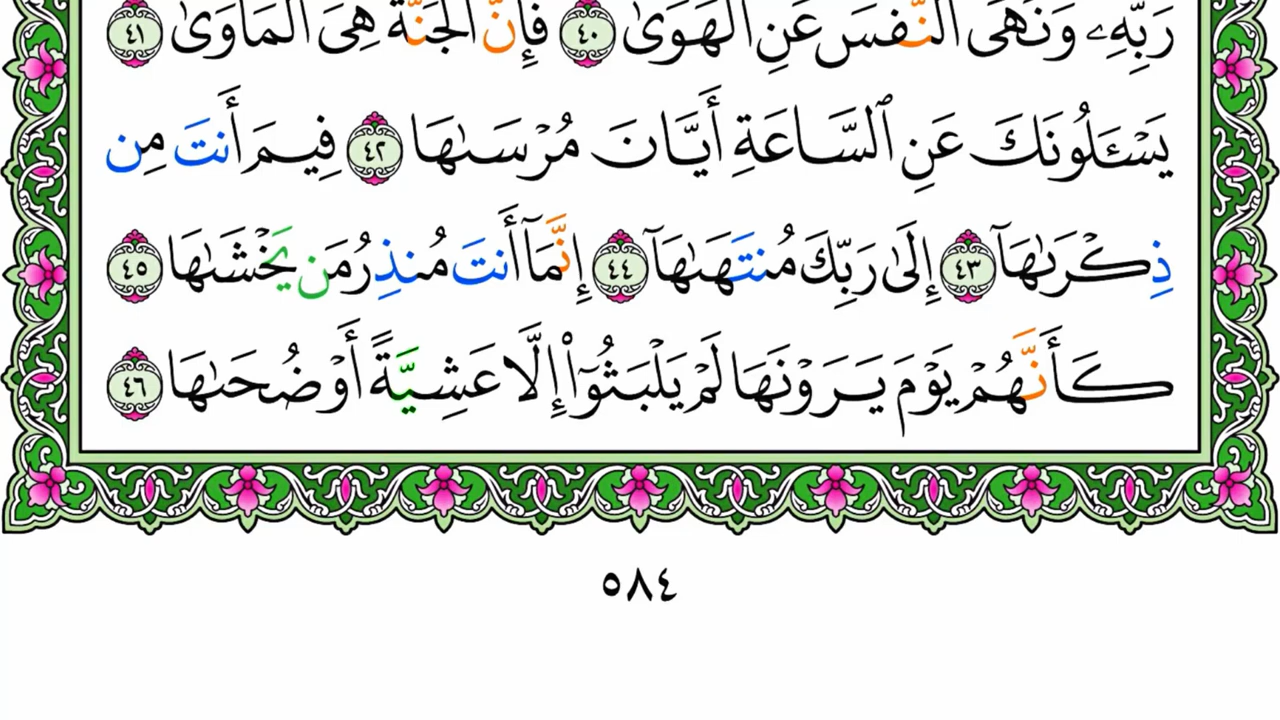 رَبِّهِۦ وَنَهَى ٱلنَّفْسَ عَنِ ٱلْهَوَىٰ ٤٠ فَإِنَّ ٱلْجَنَّةَ هِىَ ٱلْمَأْوَىٰ ٤١
يَسْـَٔلُونَكَ عَنِ ٱلسَّاعَةِ أَيَّانَ مُرْسَىٰهَا ٤٢ فِيمَ أَنتَ مِن
ذِكْرَىٰهَآ ٤٣ إِلَىٰ رَبِّكَ مُنتَهَىٰهَآ ٤٤ إِنَّمَآ أَنتَ مُنذِرُ مَن يَخْشَىٰهَا ٤٥
كَأَنَّهُمْ يَوْمَ يَرَوْنَهَا لَمْ يَلْبَثُوٓا۟ إِلَّا عَشِيَّةً أَوْ ضُحَىٰهَا ٤٦
٥٨٤